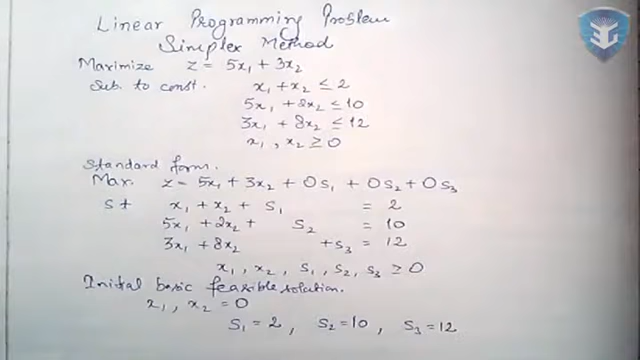 Linear Programming Problem
Simplex Method
Maximize z = 5x₁ + 3x₂
Sub. to const. x₁ + x₂ ≤ 2
5x₁ + 2x₂ ≤ 10
3x₁ + 8x₂ ≤ 12
x₁, x₂ ≥ 0
Standard form.
Max. z = 5x₁ + 3x₂ + 0s₁ + 0s₂ + 0s₃
st x₁ + x₂ + s₁ = 2
5x₁ + 2x₂ + s₂ = 10
3x₁ + 8x₂ + s₃ = 12
x₁, x₂, s₁, s₂, s₃ ≥ 0
Initial basic feasible solution.
x₁, x₂ = 0
s₁ = 2, s₂ = 10, s₃ = 12